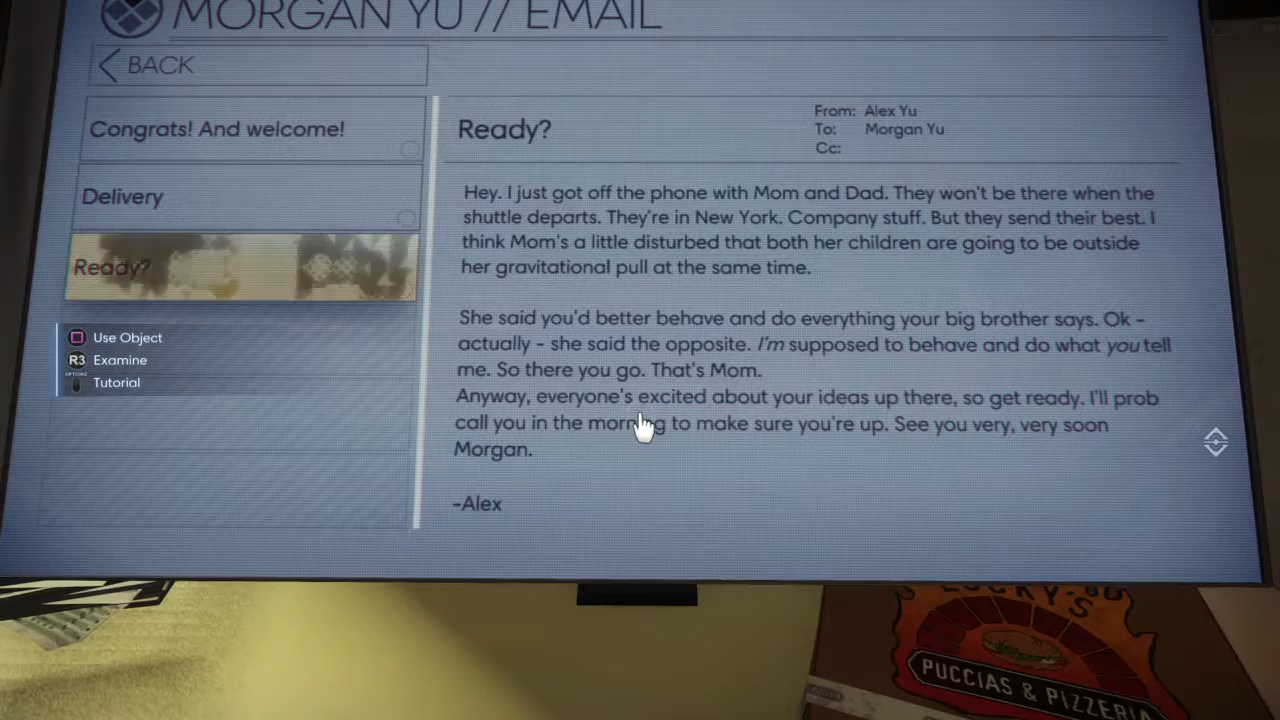 MORGAN YU // EMAIL
BACK
Congrats! And welcome!
Delivery
Ready?
Use Object
R3 Examine
OPTIONS
Tutorial
Ready?
From: Alex Yu
To: Morgan Yu
Cc:
Hey. I just got off the phone with Mom and Dad. They won't be there when the
shuttle departs. They're in New York. Company stuff. But they send their best. I
think Mom's a little disturbed that both her children are going to be outside
her gravitational pull at the same time.
She said you'd better behave and do everything your big brother says. Ok -
actually - she said the opposite. I'm supposed to behave and do what you tell
me. So there you go. That's Mom.
Anyway, everyone's excited about your ideas up there, so get ready. I'll prob
call you in the morning to make sure you're up. See you very, very soon
Morgan.
-Alex
PUCCIAS & PIZZERIA